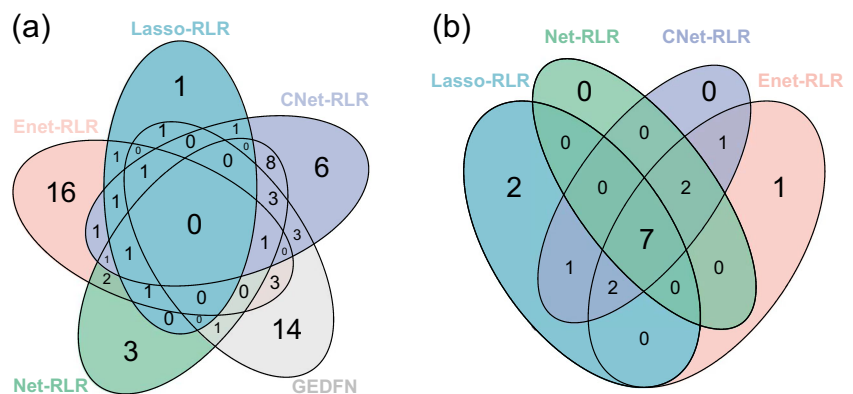 (a)
Lasso-RLR
1
CNet-RLR
Enet-RLR
1 1
1 0 0 0
0 8
1 6
16 1 3
0
1 1 3
1 1 0
2 1 3
1 0 0
0 0 1
3 14
Net-RLR
GEDFN
(b)
Net-RLR
CNet-RLR
Lasso-RLR
Enet-RLR
0 0
0
0 1
2 0 2 1
7
1 0
2 0
0